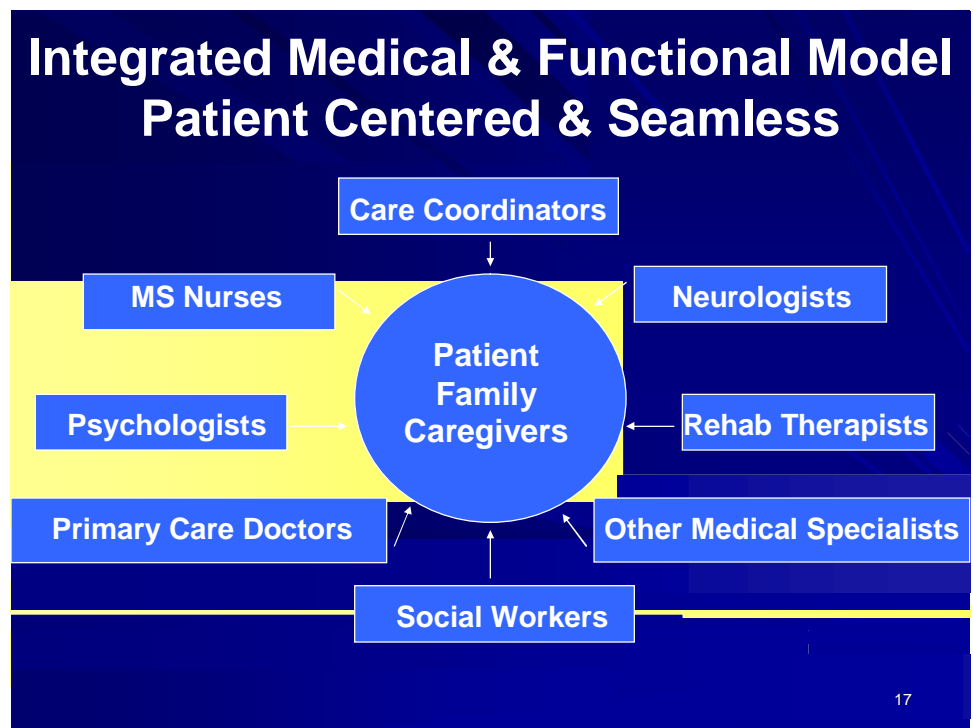 Integrated Medical & Functional Model
Patient Centered & Seamless
Care Coordinators
MS Nurses
Neurologists
Patient
Family
Caregivers
Psychologists
Rehab Therapists
Primary Care Doctors
Other Medical Specialists
Social Workers
17